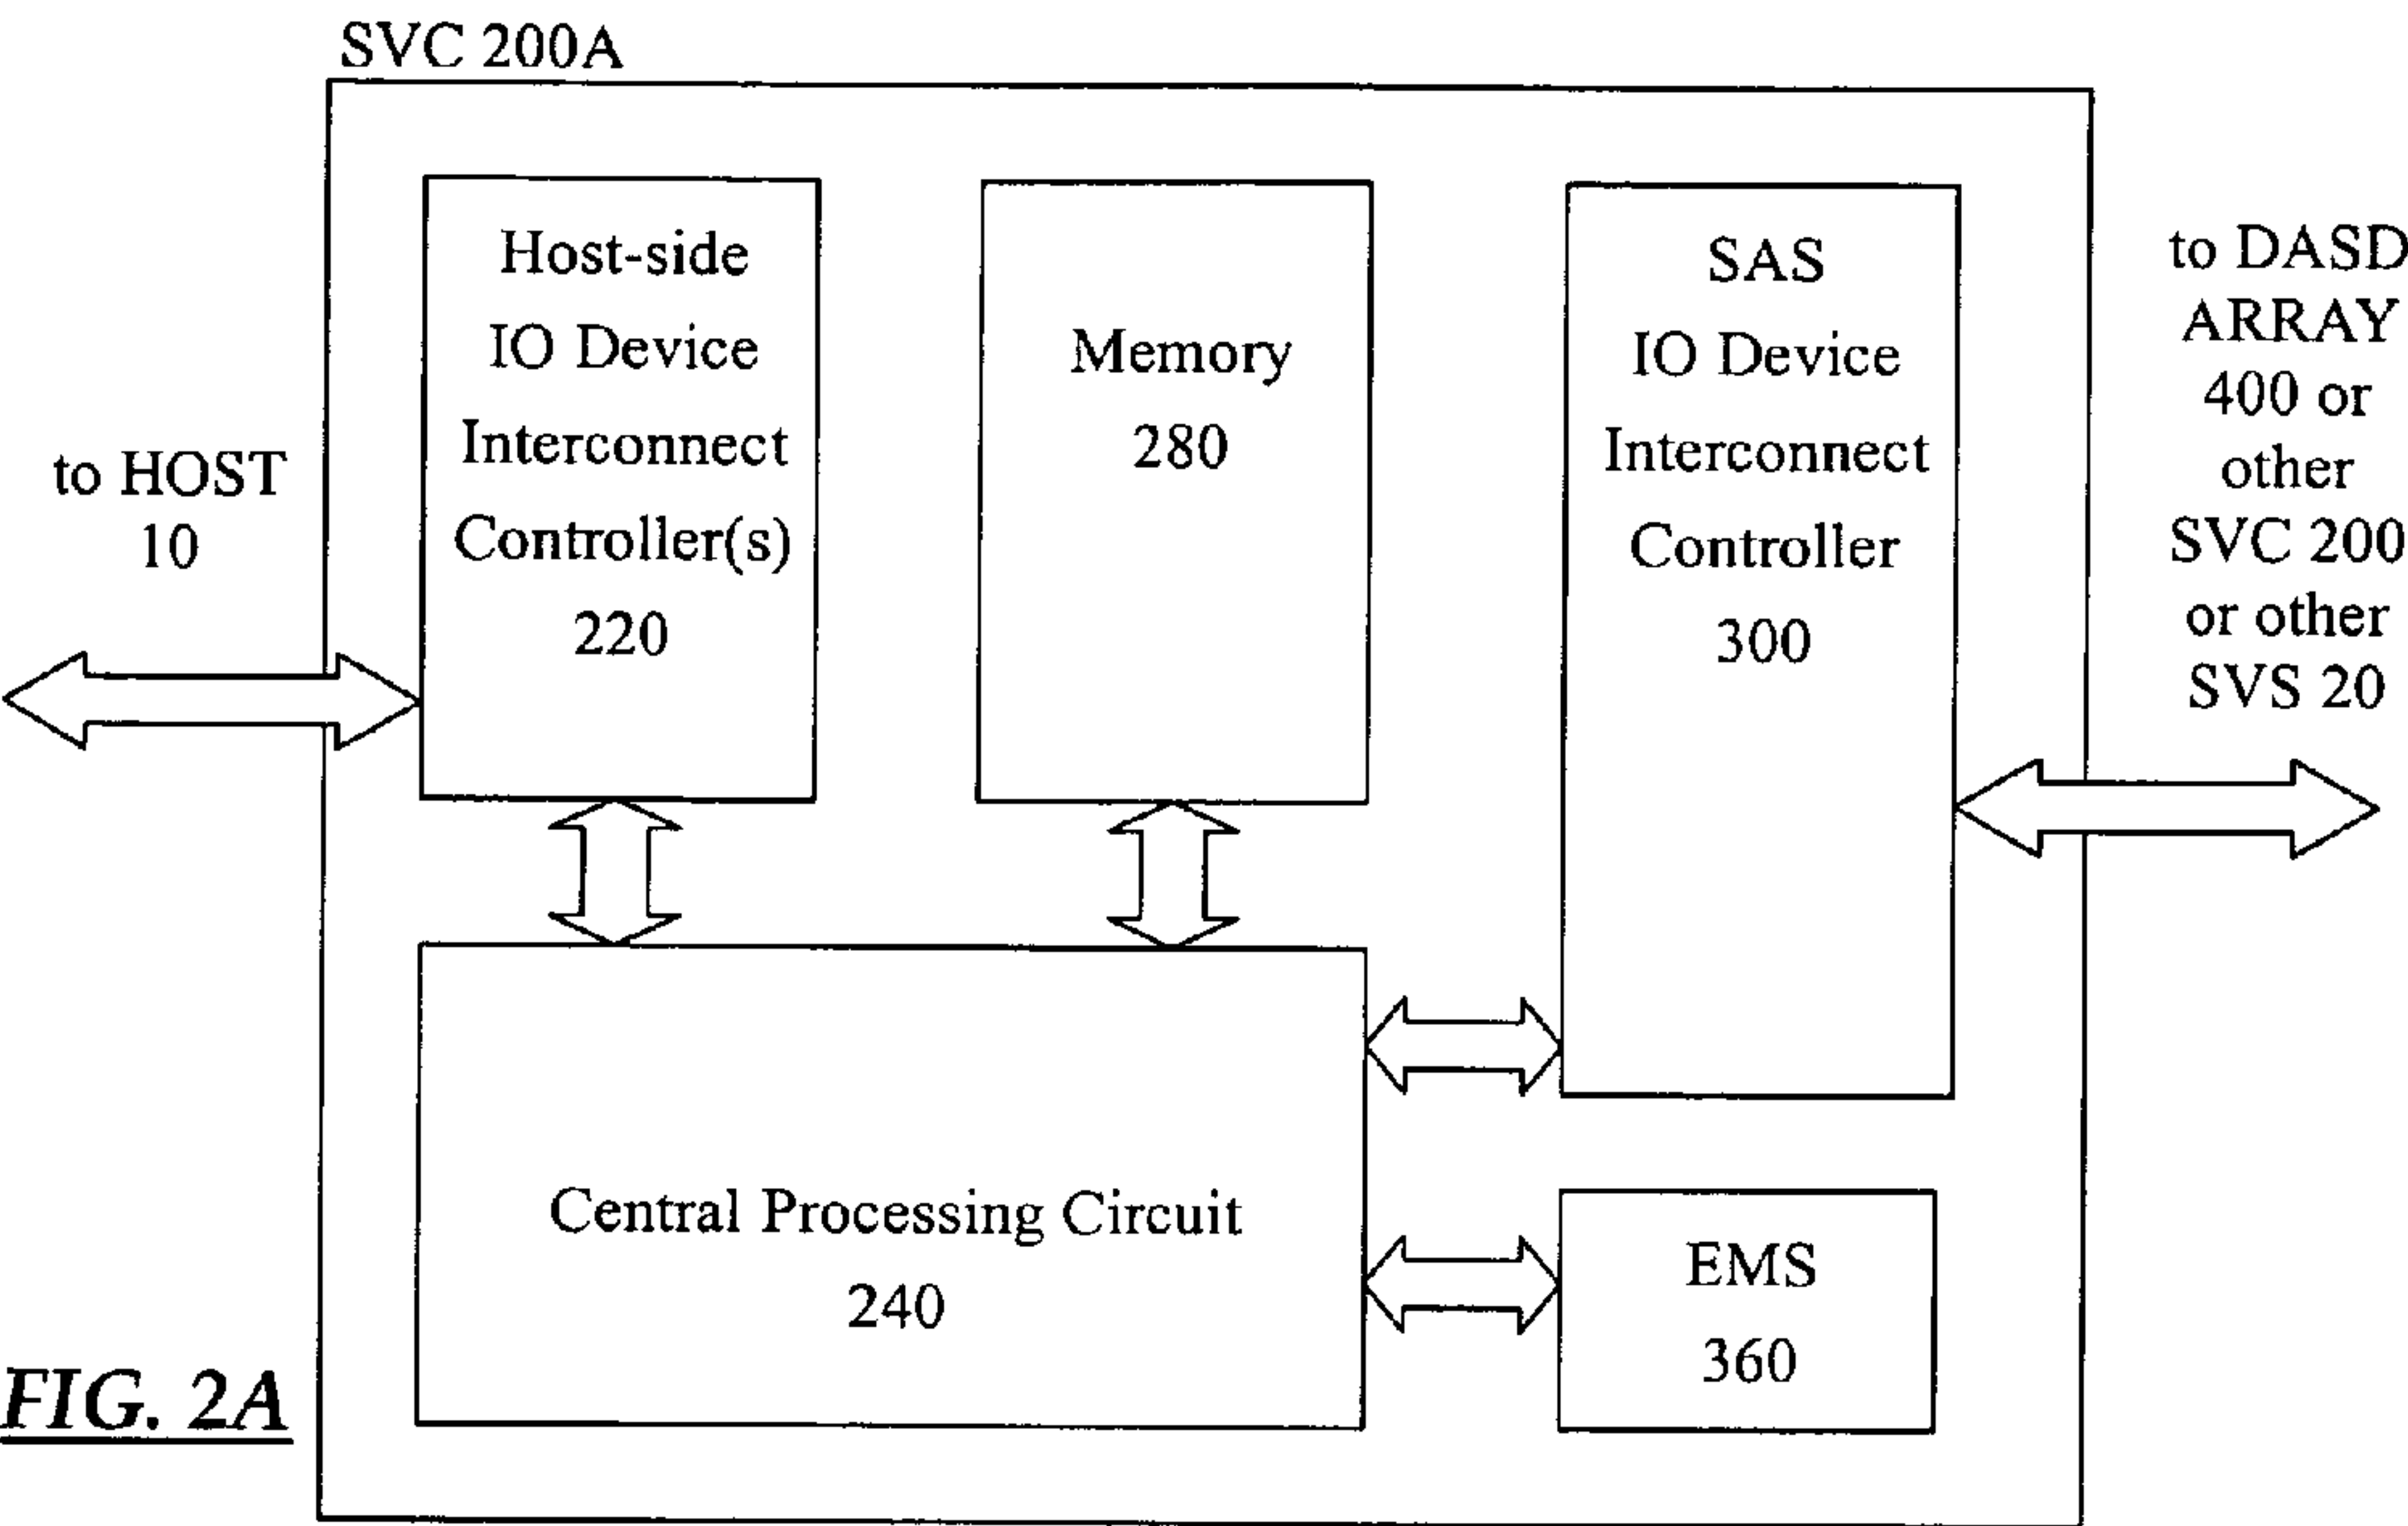 SVC 200A
to HOST
10
Host-side
IO Device
Interconnect
Controller(s)
220
Memory
280
SAS
IO Device
Interconnect
Controller
300
to DASD
ARRAY
400 or
other
SVC 200
or other
SVS 20
Central Processing Circuit
240
EMS
360
FIG. 2A